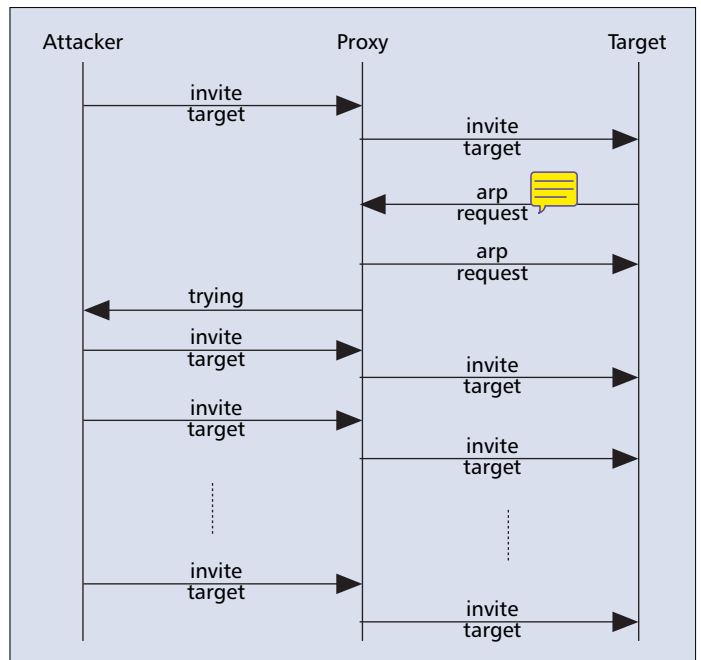 Attacker Proxy Target
invite
target
invite
target
arp
request
arp
request
trying
invite
target
invite
target
invite
target
invite
target
invite
target
invite
target